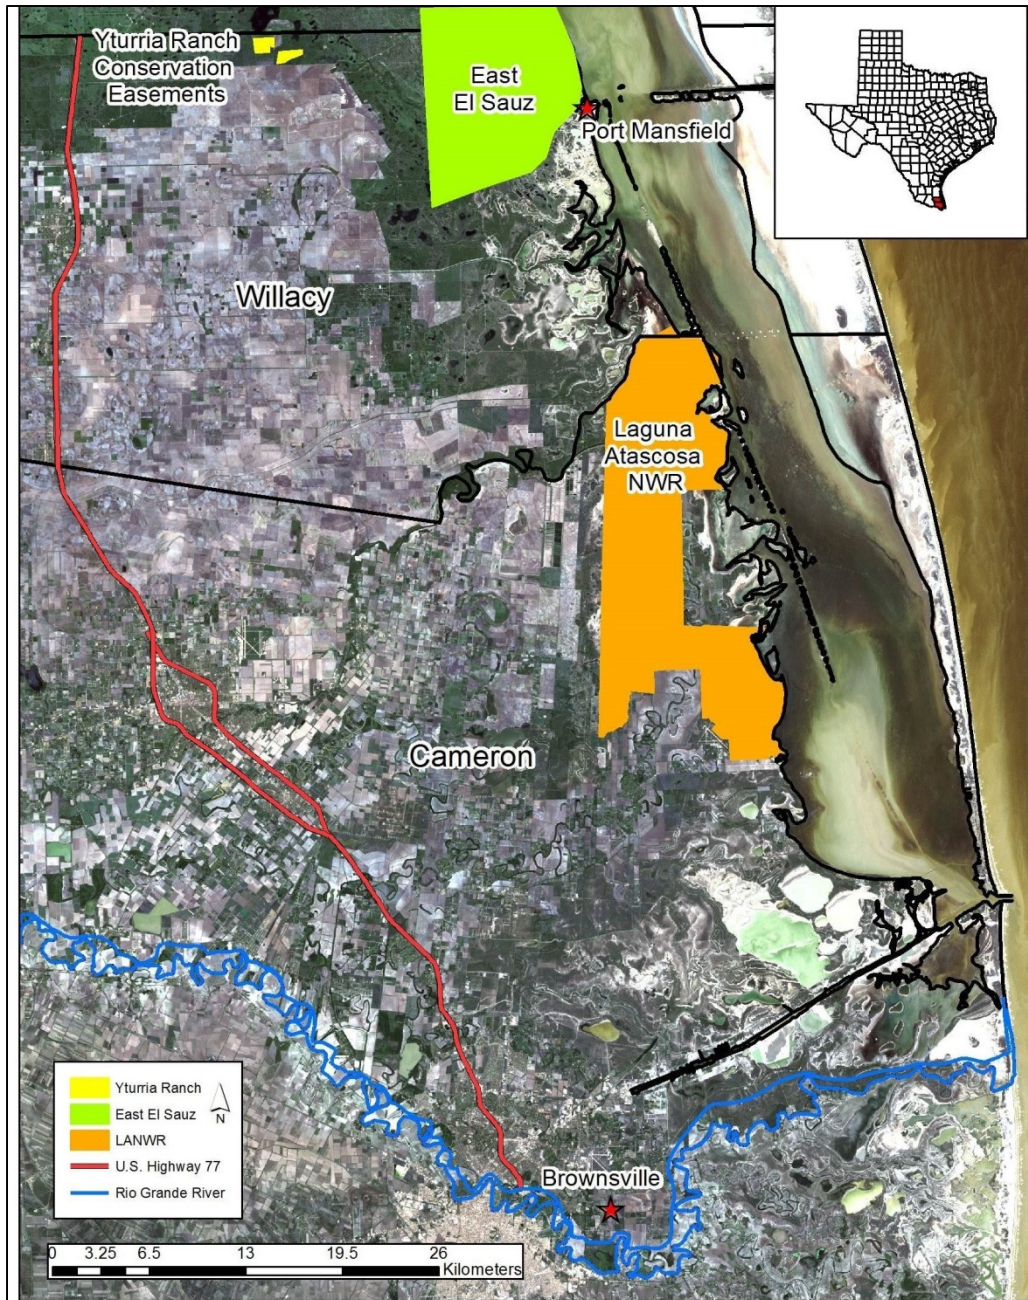 Yturria Ranch
Conservation
Easements
East
El Sauz
Port Mansfield
Willacy
Laguna
Atascosa
NWR
Cameron
Yturria Ranch
East El Sauz
LANWR
U.S. Highway 77
Rio Grande River
N
Brownsville
0 3.25 6.5 13 19.5 26
Kilometers